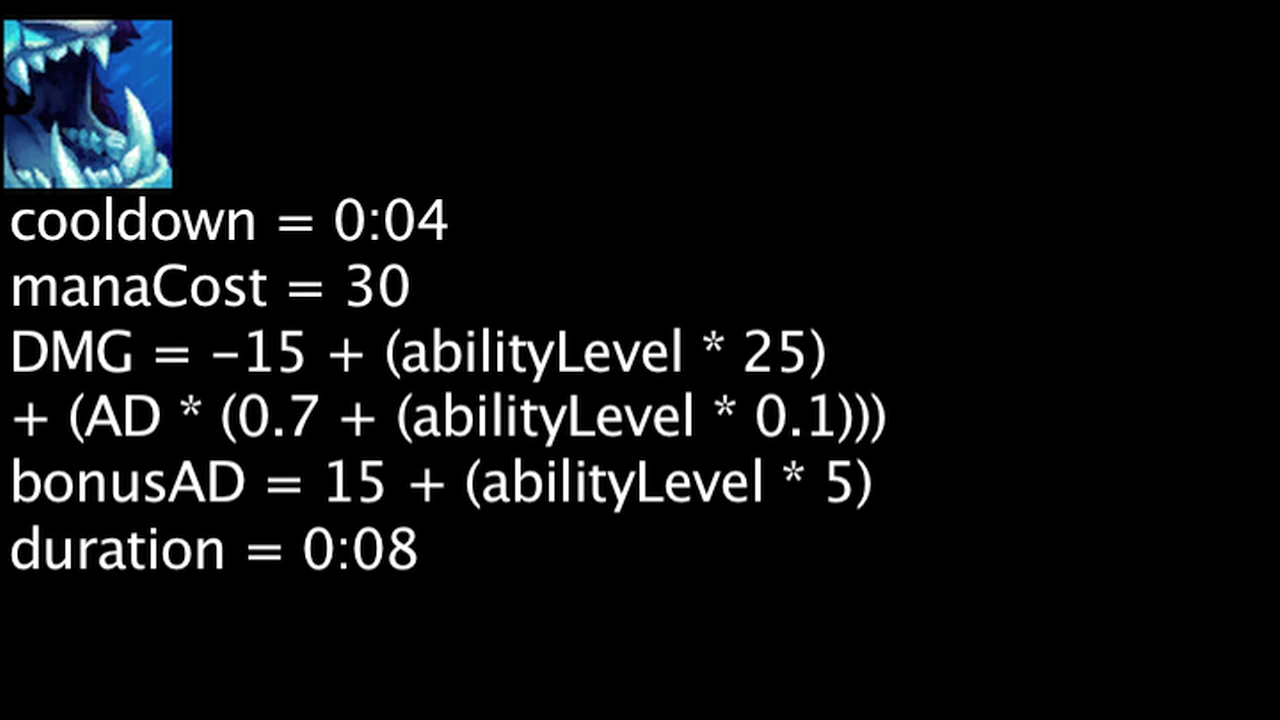 cooldown = 0:04
manaCost = 30
DMG = -15 + (abilityLevel * 25)
+ (AD * (0.7 + (abilityLevel * 0.1)))
bonusAD = 15 + (abilityLevel * 5)
duration = 0:08